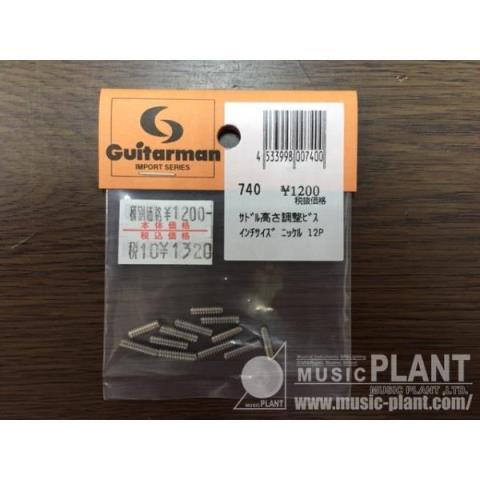 Guitarman
IMPORT SERIES
4 533998 007400
740 ¥1200
税抜価格
ｻﾄﾞﾙ高さ調整ﾋﾞｽ
ｲﾝﾁｻｲｽﾞ ﾆｯｹﾙ 12P
税別価格¥1200-
本体価格
税込価格
税10¥1320
MUSIC PLANT
MUSIC PLANT ,LTD.
www.music-plant.com/
MUSIC PLANT